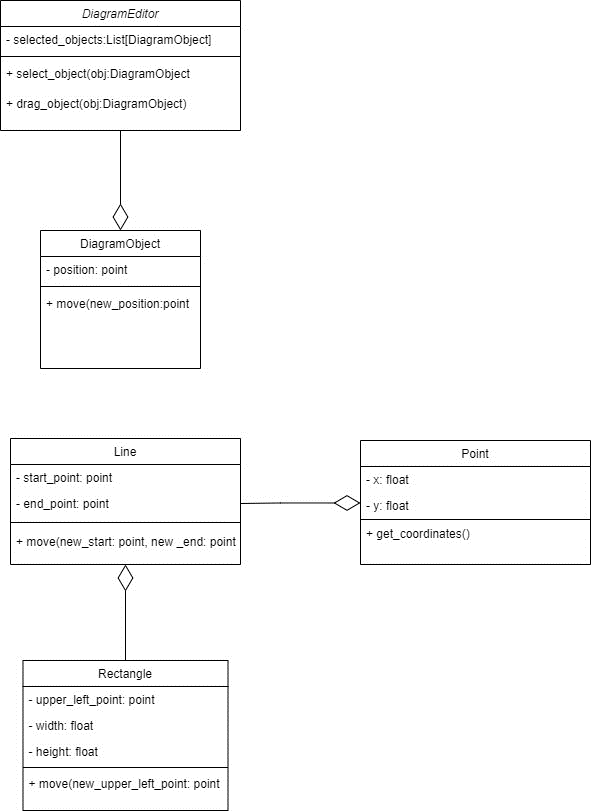 DiagramEditor
- selected_objects:List[DiagramObject]
+ select_object(obj:DiagramObject
+ drag_object(obj:DiagramObject)
DiagramObject
- position: point
+ move(new_position:point
Line
- start_point: point
- end_point: point
+ move(new_start: point, new _end: point
Point
- x: float
- y: float
+ get_coordinates()
Rectangle
- upper_left_point: point
- width: float
- height: float
+ move(new_upper_left_point: point